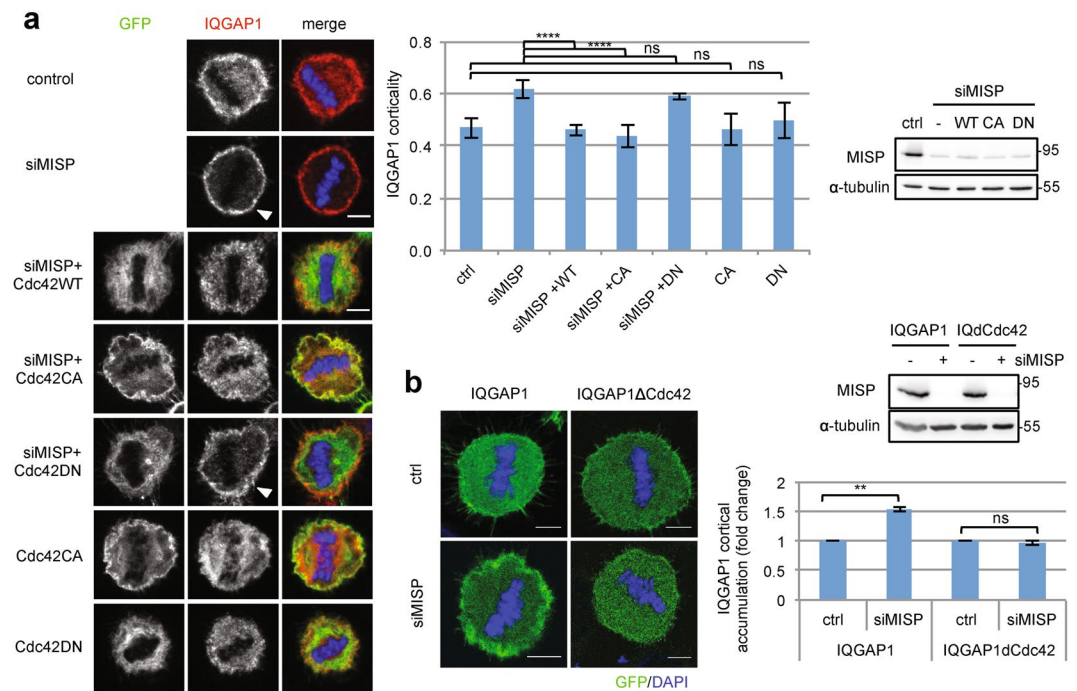 a
GFP
IQGAP1
merge
control
siMISP
siMISP+
Cdc42WT
siMISP+
Cdc42CA
siMISP+
Cdc42DN
Cdc42CA
Cdc42DN
IQGAP1 corticality
0.8
0.6
0.4
0.2
0.0
****
****
ns
ns
ns
ctrl
siMISP
siMISP +WT
siMISP +CA
siMISP +DN
CA
DN
siMISP
ctrl - WT CA DN
MISP
-95
α-tubulin
-55
b
IQGAP1
IQGAP1ΔCdc42
ctrl
siMISP
GFP/DAPI
IQGAP1 IQdCdc42
- + - + siMISP
MISP
-95
α-tubulin
55
IQGAP1 cortical
accumulation (fold change)
2
1.5
1
0.5
0
**
ns
ctrl siMISP ctrl siMISP
IQGAP1 IQGAP1dCdc42